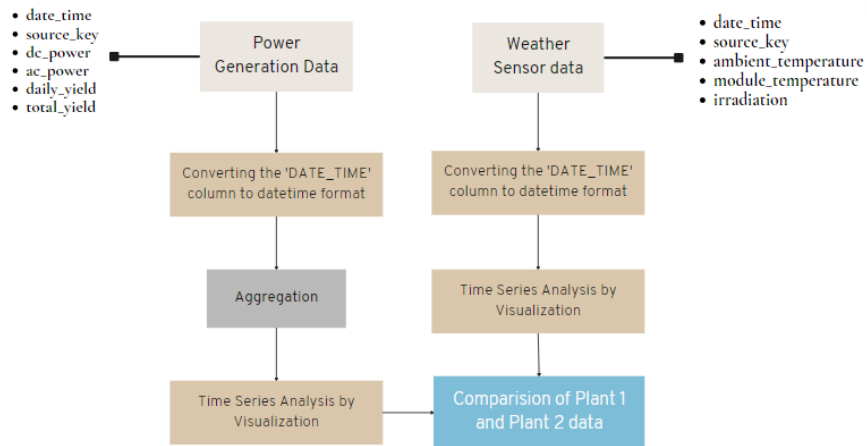 • date_time
• source_key
• dc_power
• ac_power
• daily_yield
• total_yield
Power
Generation Data
Weather
Sensor data
• date_time
• source_key
• ambient_temperature
• module_temperature
• irradiation
Converting the 'DATE_TIME'
column to datetime format
Converting the 'DATE_TIME'
column to datetime format
Aggregation
Time Series Analysis by
Visualization
Time Series Analysis by
Visualization
Comparision of Plant 1
and Plant 2 data